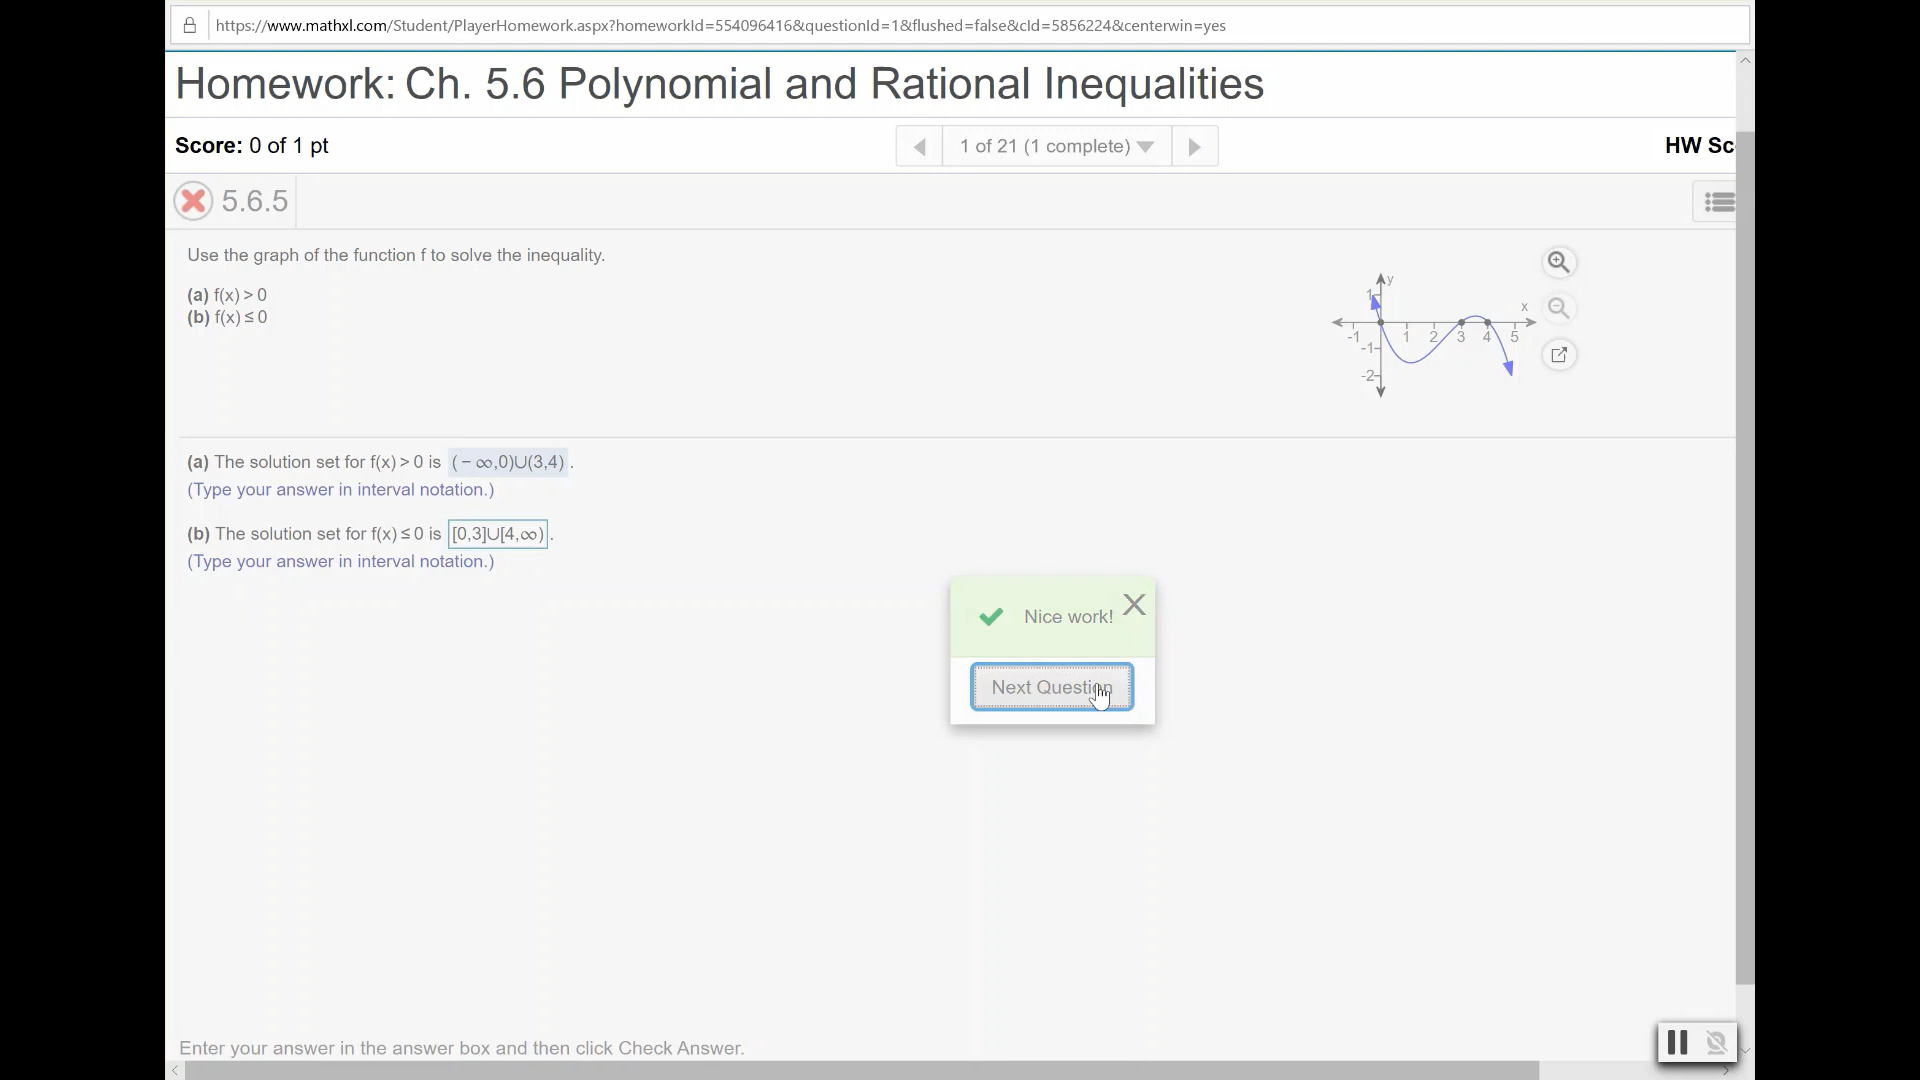 https://www.mathxl.com/Student/PlayerHomework.aspx?homeworkId=554096416&questionId=1&flushed=false&cId=5856224&centerwin=yes
Homework: Ch. 5.6 Polynomial and Rational Inequalities
Score: 0 of 1 pt
1 of 21 (1 complete)
HW Sc
5.6.5
Use the graph of the function f to solve the inequality.
(a) f(x) > 0
(b) f(x) ≤ 0
y
1
x
-1 1 2 3 4 5
-1
-2
(a) The solution set for f(x) > 0 is (− ∞,0)∪(3,4) .
(Type your answer in interval notation.)
(b) The solution set for f(x) ≤ 0 is [0,3]∪[4,∞) .
(Type your answer in interval notation.)
Nice work!
Next Question
Enter your answer in the answer box and then click Check Answer.